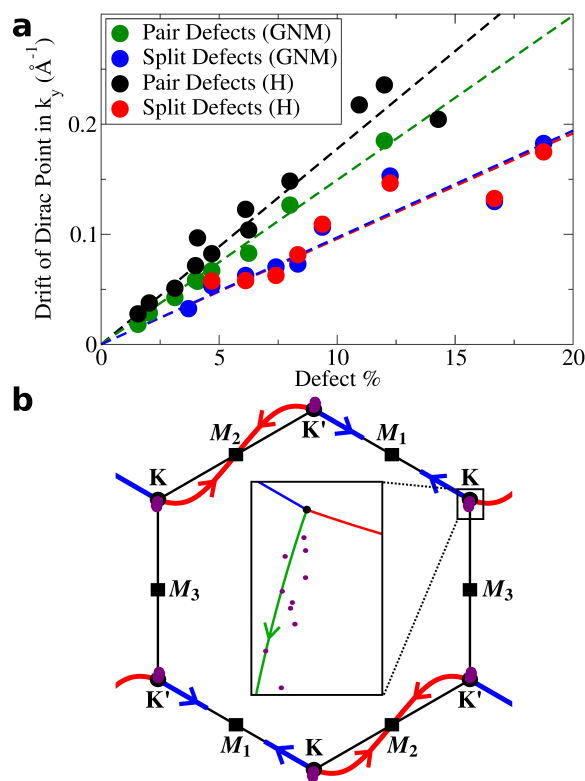 a
Pair Defects (GNM)
Split Defects (GNM)
Pair Defects (H)
Split Defects (H)
Drift of Dirac Point in k_y (Å⁻¹)
0.2
0.1
0
0 5 10 15 20
Defect %
b
K'
M₂ M₁
K K
M₃ M₃
K' K'
M₁ K M₂